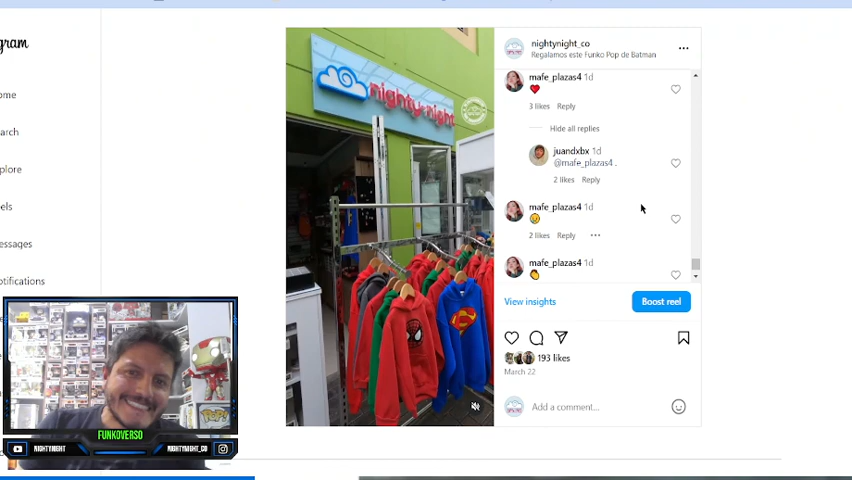 gram
ome
arch
plore
els
essages
otifications
nighty-night
nightynight_co
Regalamos este Funko Pop de Batman
mafe_plazas4 1d
3 likes Reply
Hide all replies
juandxbx 1d
@mafe_plazas4 .
2 likes Reply
mafe_plazas4 1d
2 likes Reply
mafe_plazas4 1d
View insights
Boost reel
193 likes
March 22
Add a comment...
POP!
FUNKOVERSO
NIGHTYNIGHT
NIGHTYNIGHT_CO